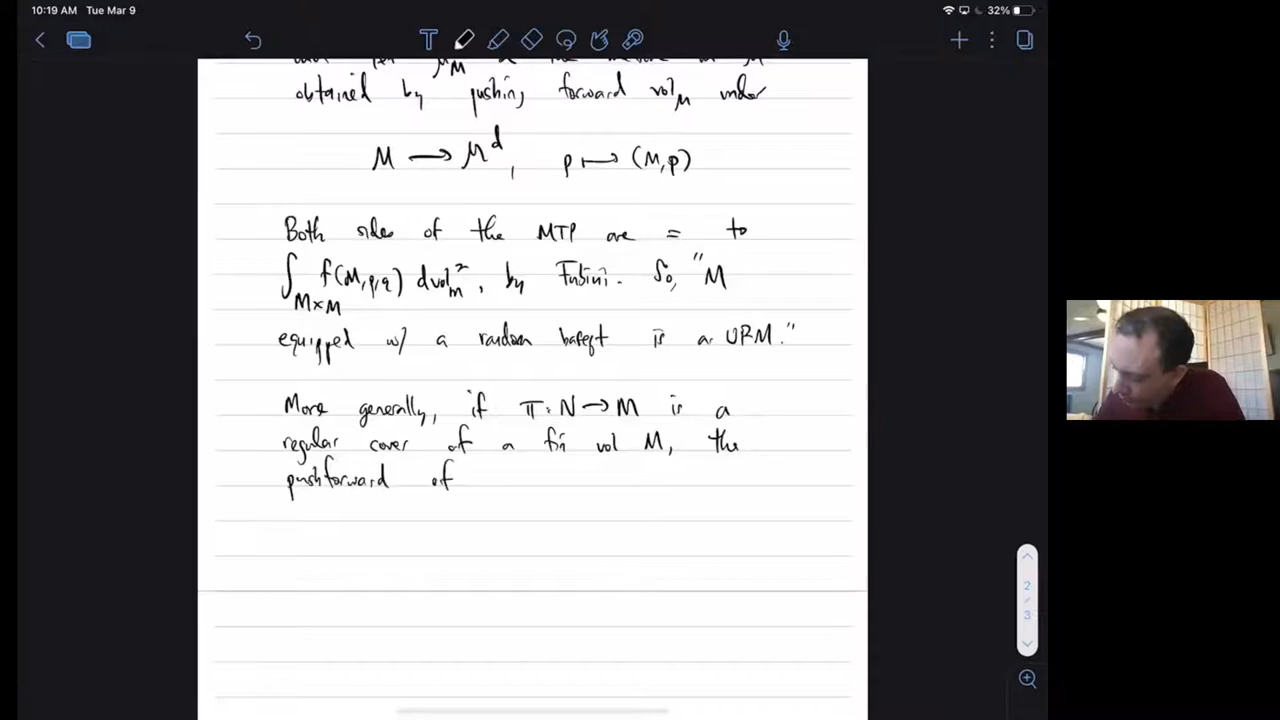 10:19 AM Tue Mar 9
32%
T
obtained by pushing forward vol_M under
M → M^d, p ↦ (M,p)
Both sides of the MTP are = to
∫_{M×M} f(M,p,q) dvol_M^2, by Fubini. So, "M
equipped w/ a random basept is a URM."
More generally, if π: N → M is a
regular cover of a fin vol M, the
pushforward of
2
/
3